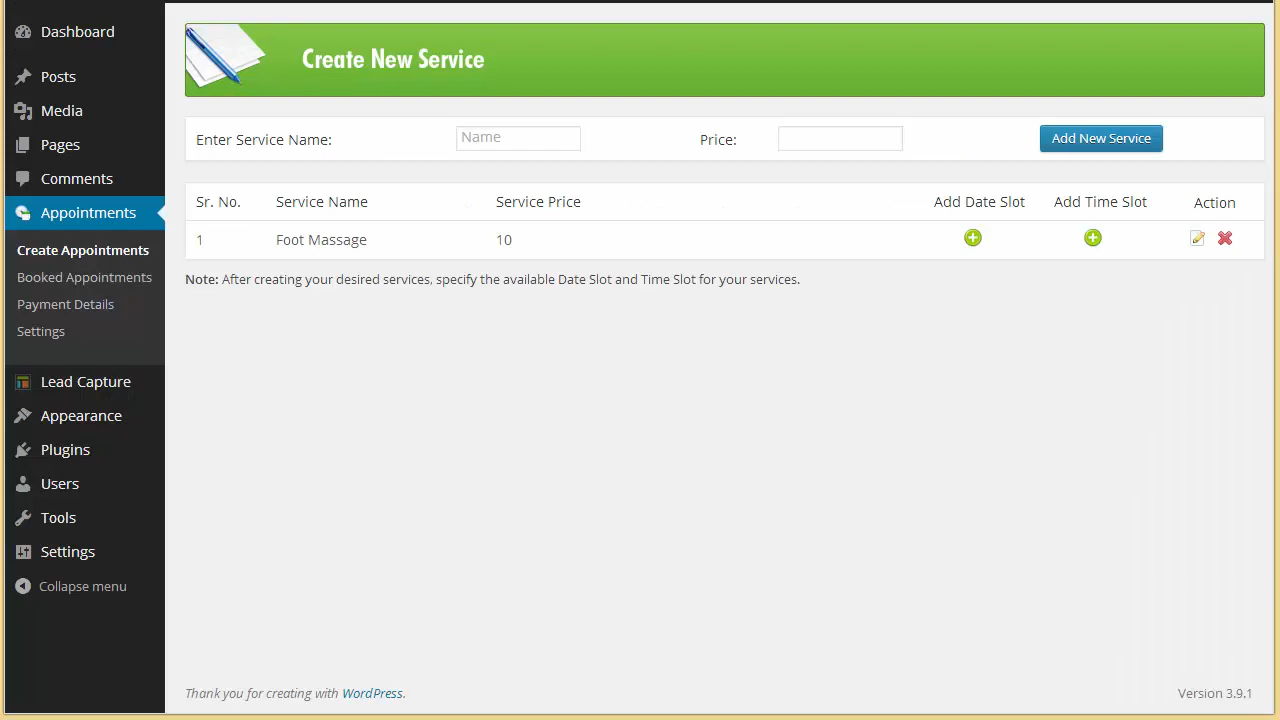 Dashboard
Posts
Media
Pages
Comments
Appointments
Create Appointments
Booked Appointments
Payment Details
Settings
Lead Capture
Appearance
Plugins
Users
Tools
Settings
Collapse menu
Create New Service
Enter Service Name: Name Price: Add New Service
Sr. No. Service Name Service Price Add Date Slot Add Time Slot Action
1 Foot Massage 10
Note: After creating your desired services, specify the available Date Slot and Time Slot for your services.
Thank you for creating with WordPress. Version 3.9.1